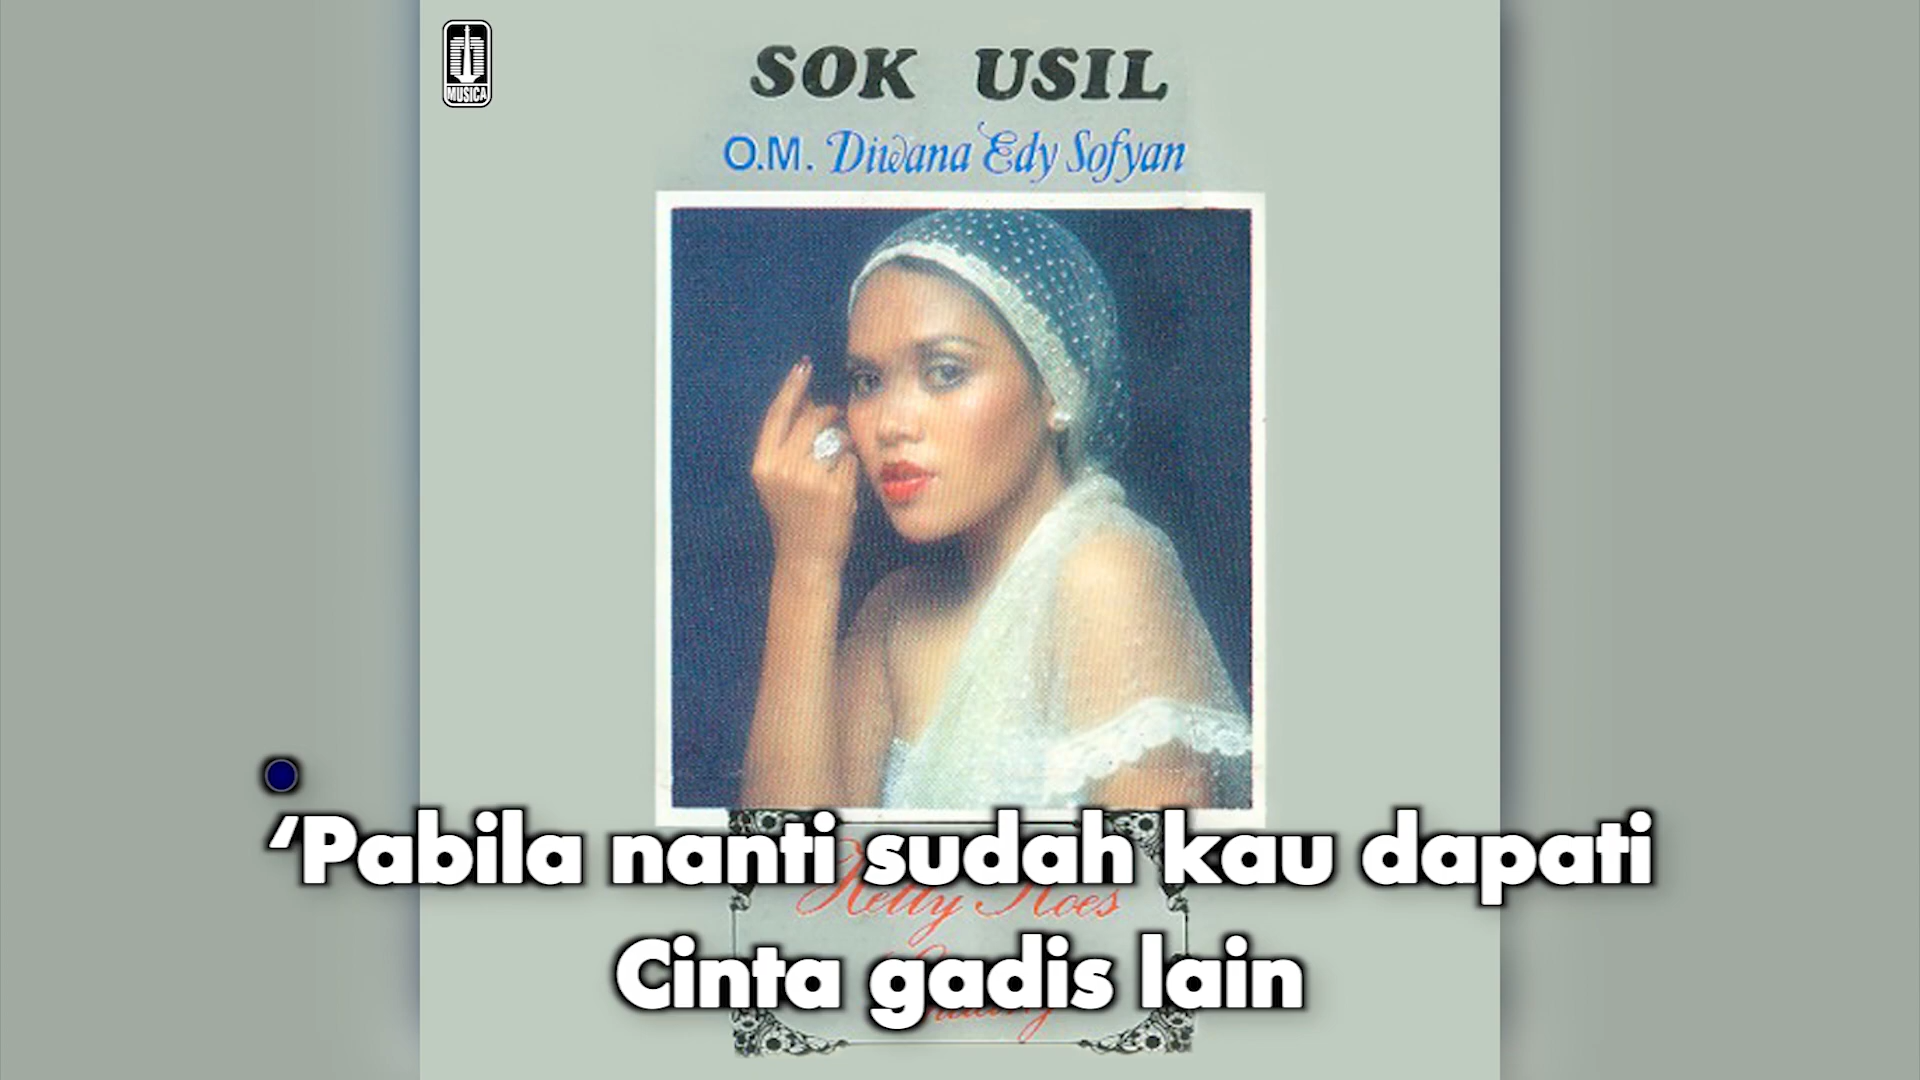 MUSICA
SOK USIL
O.M. Diwana Edy Sofyan
‘Pabila nanti sudah kau dapati
Cinta gadis lain